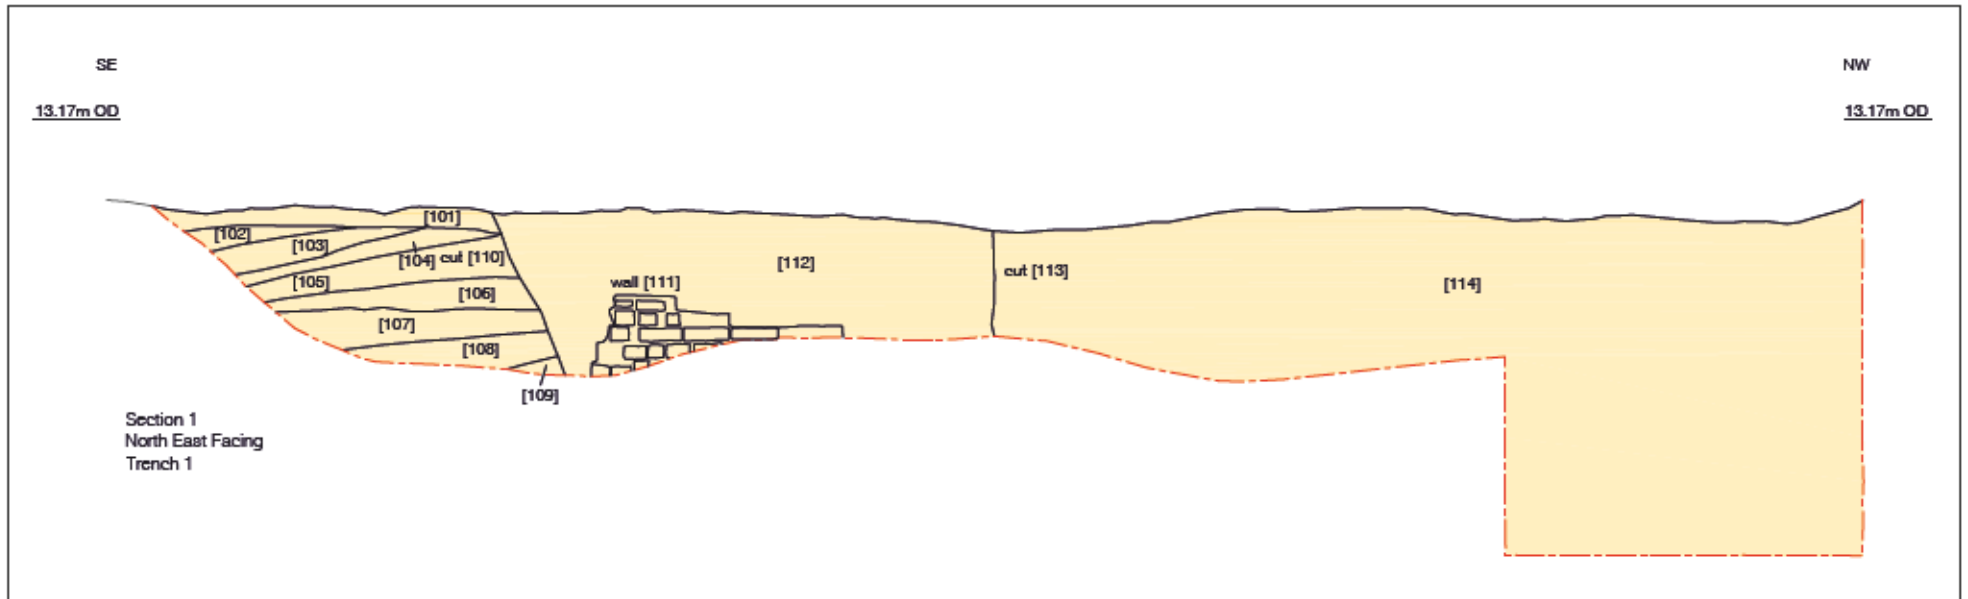 SE
NW
13.17m OD
13.17m OD
[101]
[102]
[103]
[104] cut [110]
[112]
cut [113]
[105]
wall [111]
[114]
[106]
[107]
[108]
[109]
Section 1
North East Facing
Trench 1